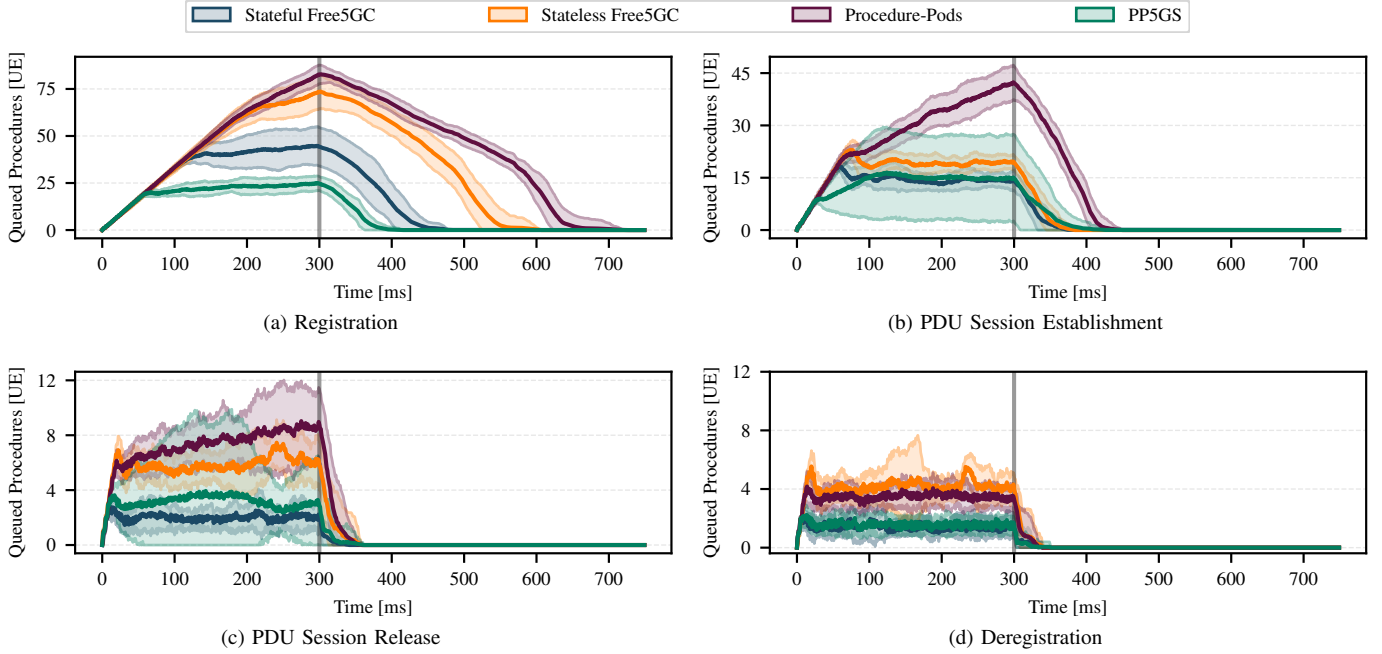 Stateful Free5GC Stateless Free5GC Procedure-Pods PP5GS
Queued Procedures [UE]
75
50
25
0
0 100 200 300 400 500 600 700
Time [ms]
(a) Registration
Queued Procedures [UE]
45
30
15
0
0 100 200 300 400 500 600 700
Time [ms]
(b) PDU Session Establishment
Queued Procedures [UE]
12
8
4
0
0 100 200 300 400 500 600 700
Time [ms]
(c) PDU Session Release
Queued Procedures [UE]
12
8
4
0
0 100 200 300 400 500 600 700
Time [ms]
(d) Deregistration